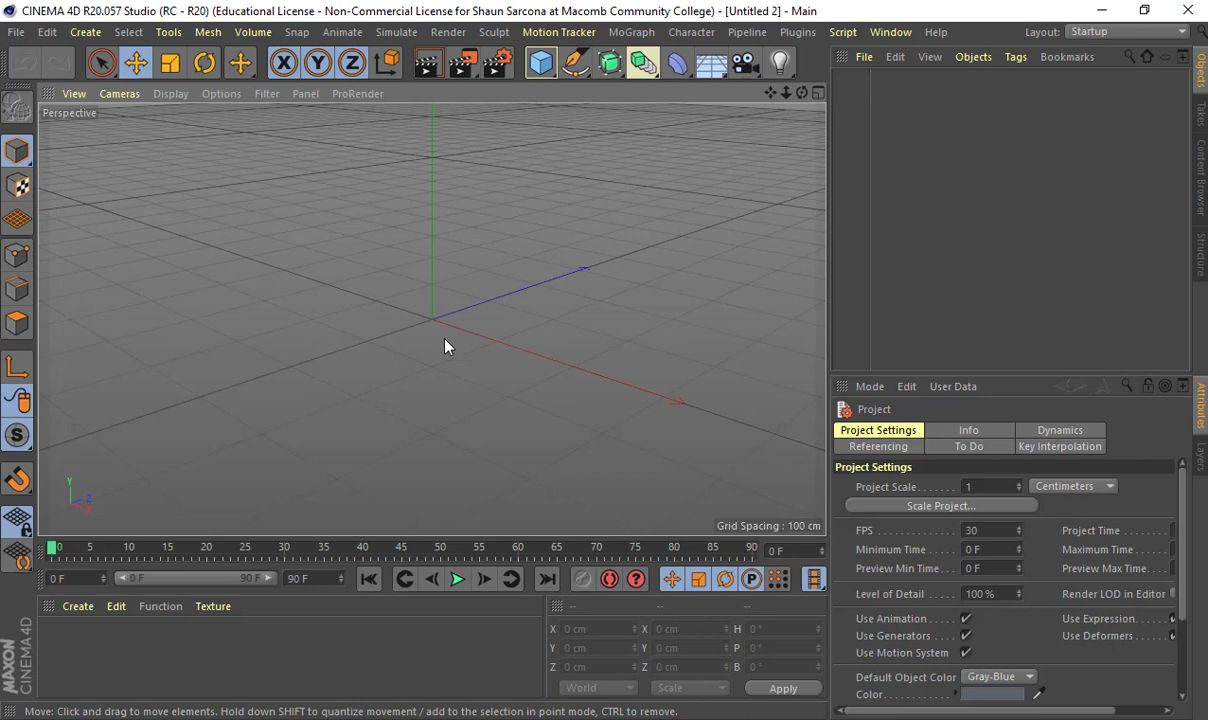 CINEMA 4D R20.057 Studio (RC - R20) (Educational License - Non-Commercial License for Shaun Sarcona at Macomb Community College) - [Untitled 2] - Main
File Edit Create Select Tools Mesh Volume Snap Animate Simulate Render Sculpt Motion Tracker MoGraph Character Pipeline Plugins Script Window Help Layout: Startup
X Y Z
File Edit View Objects Tags Bookmarks
View Cameras Display Options Filter Panel ProRender
Perspective
Objects
Takes
Content Browser
Structure
Y
Z
X
Grid Spacing : 100 cm
Mode Edit User Data
Project
Project Settings Info Dynamics
Referencing To Do Key Interpolation
Attributes
Layers
Project Settings
Project Scale....... 1 Centimeters
Scale Project...
FPS 30 Project Time
Minimum Time 0 F Maximum Time
Preview Min Time 0 F Preview Max Time
Level of Detail 100 % Render LOD in Editor
Use Animation Use Expression
Use Generators Use Deformers
Use Motion System
Default Object Color Gray-Blue
Color
0 5 10 15 20 25 30 35 40 45 50 55 60 65 70 75 80 85 90 0 F
0 F 0 F 90 F 90 F
P
S
Create Edit Function Texture
-- -- --
X 0 cm X 0 cm H 0 °
Y 0 cm Y 0 cm P 0 °
Z 0 cm Z 0 cm B 0 °
World Scale Apply
MAXON
CINEMA 4D
Move: Click and drag to move elements. Hold down SHIFT to quantize movement / add to the selection in point mode, CTRL to remove.